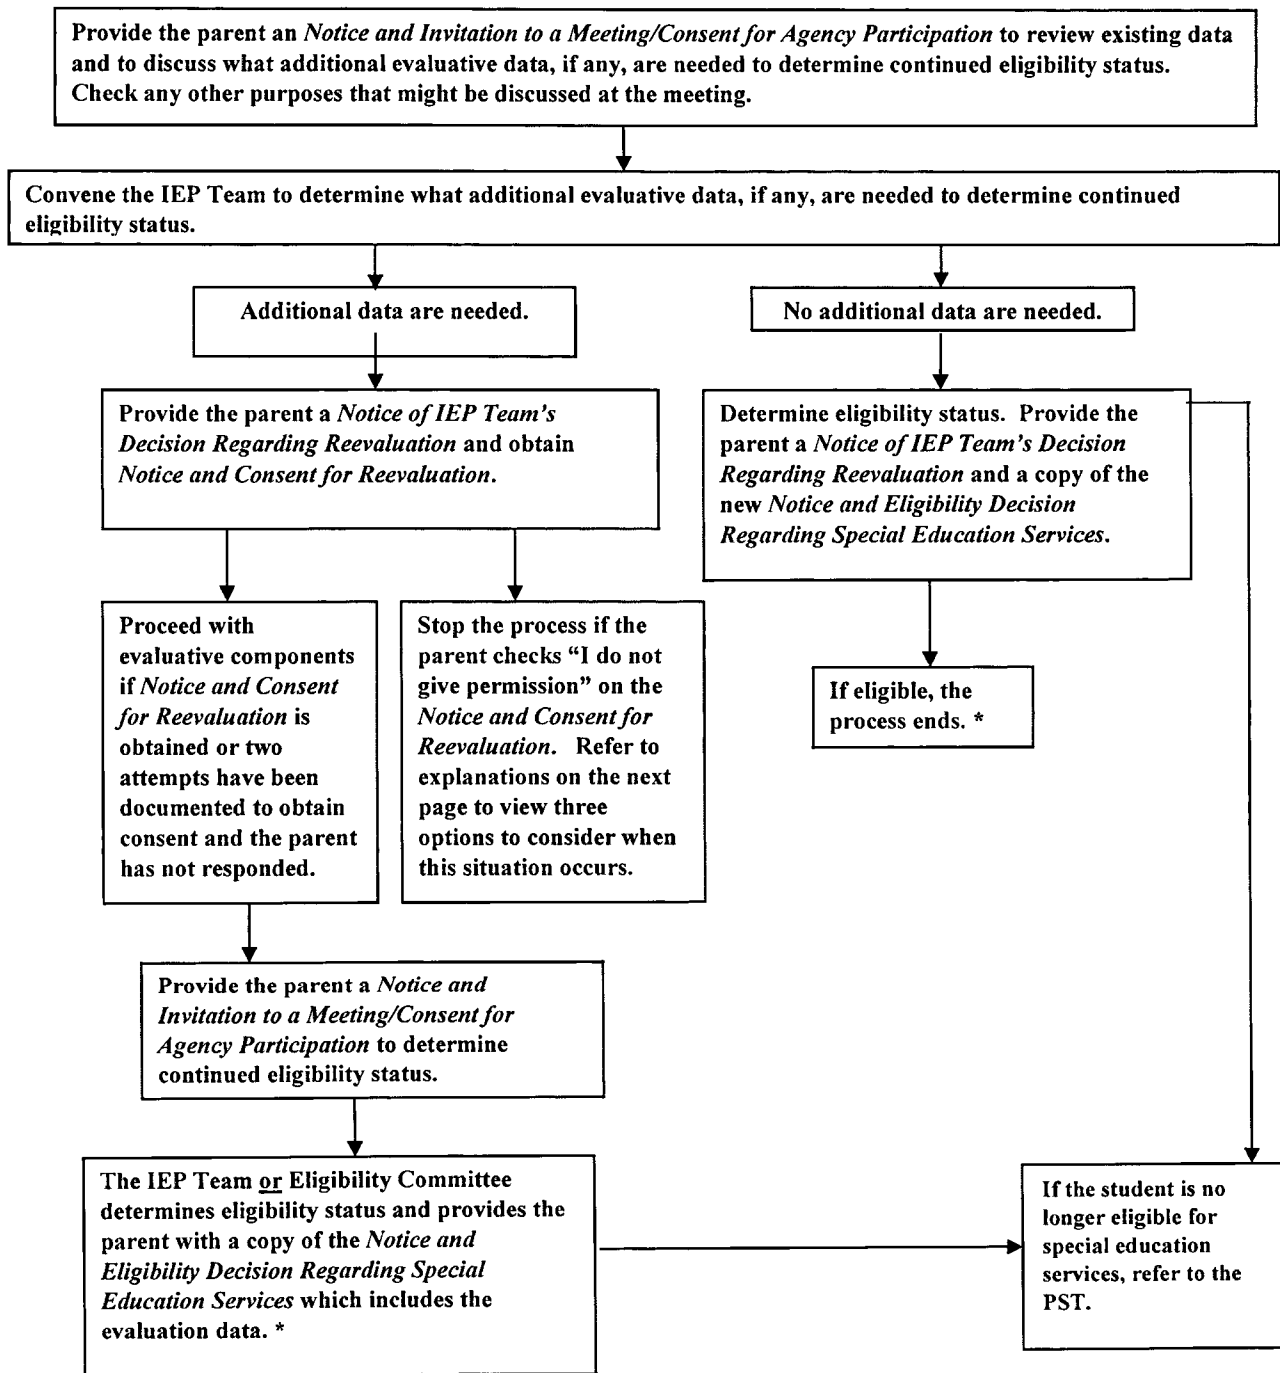 Provide the parent an Notice and Invitation to a Meeting/Consent for Agency Participation to review existing data
and to discuss what additional evaluative data, if any, are needed to determine continued eligibility status.
Check any other purposes that might be discussed at the meeting.
Convene the IEP Team to determine what additional evaluative data, if any, are needed to determine continued
eligibility status.
Additional data are needed.
No additional data are needed.
Provide the parent a Notice of IEP Team's
Decision Regarding Reevaluation and obtain
Notice and Consent for Reevaluation.
Determine eligibility status. Provide the
parent a Notice of IEP Team's Decision
Regarding Reevaluation and a copy of the
new Notice and Eligibility Decision
Regarding Special Education Services.
Proceed with
evaluative components
if Notice and Consent
for Reevaluation is
obtained or two
attempts have been
documented to obtain
consent and the parent
has not responded.
Stop the process if the
parent checks “I do not
give permission” on the
Notice and Consent for
Reevaluation. Refer to
explanations on the next
page to view three
options to consider when
this situation occurs.
If eligible, the
process ends. *
Provide the parent a Notice and
Invitation to a Meeting/Consent for
Agency Participation to determine
continued eligibility status.
The IEP Team or Eligibility Committee
determines eligibility status and provides the
parent with a copy of the Notice and
Eligibility Decision Regarding Special
Education Services which includes the
evaluation data. *
If the student is no
longer eligible for
special education
services, refer to the
PST.